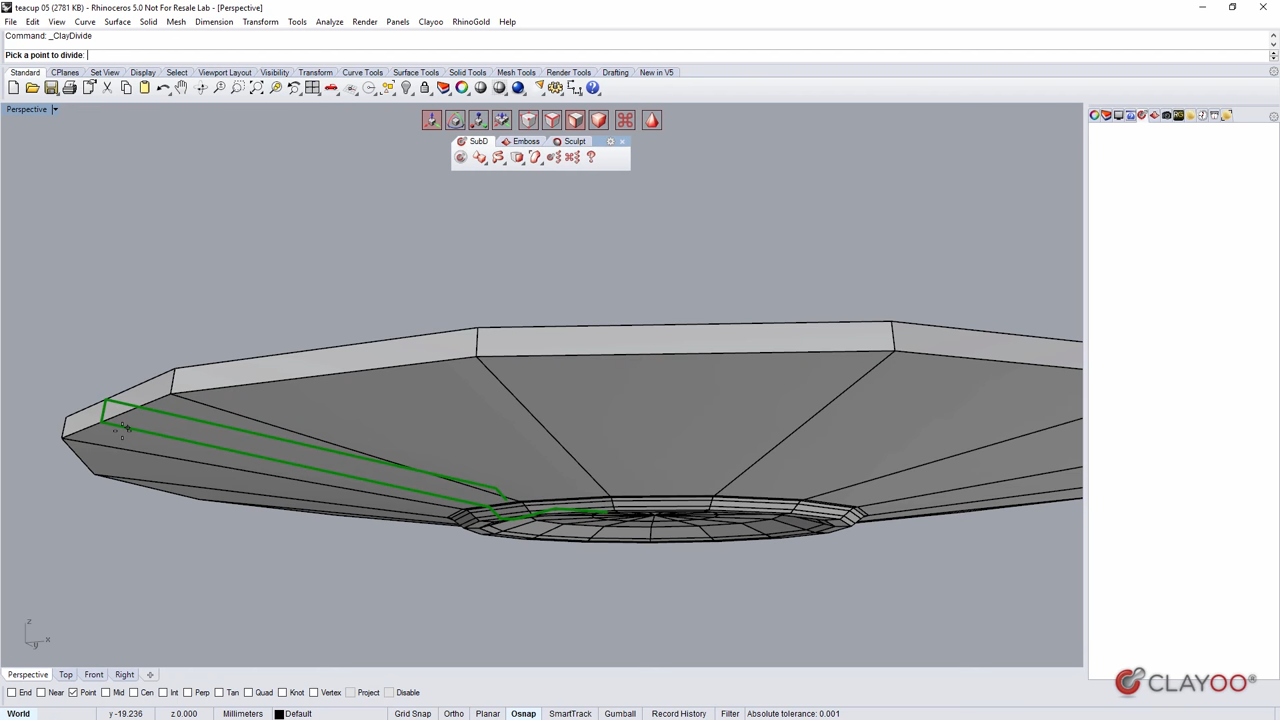 teacup 05 (2781 KB) - Rhinoceros 5.0 Not For Resale Lab - [Perspective]
File Edit View Curve Surface Solid Mesh Dimension Transform Tools Analyze Render Panels Clayoo RhinoGold Help
Command: _ClayDivide
Pick a point to divide:
Standard CPlanes Set View Display Select Viewport Layout Visibility Transform Curve Tools Surface Tools Solid Tools Mesh Tools Render Tools Drafting New in V5
Perspective
SubD Emboss Sculpt
z
x
y
CLAYOO®
Perspective Top Front Right
End Near Point Mid Cen Int Perp Tan Quad Knot Vertex Project Disable
World y -19.236 z 0.000 Millimeters Default Grid Snap Ortho Planar Osnap SmartTrack Gumball Record History Filter Absolute tolerance: 0.001